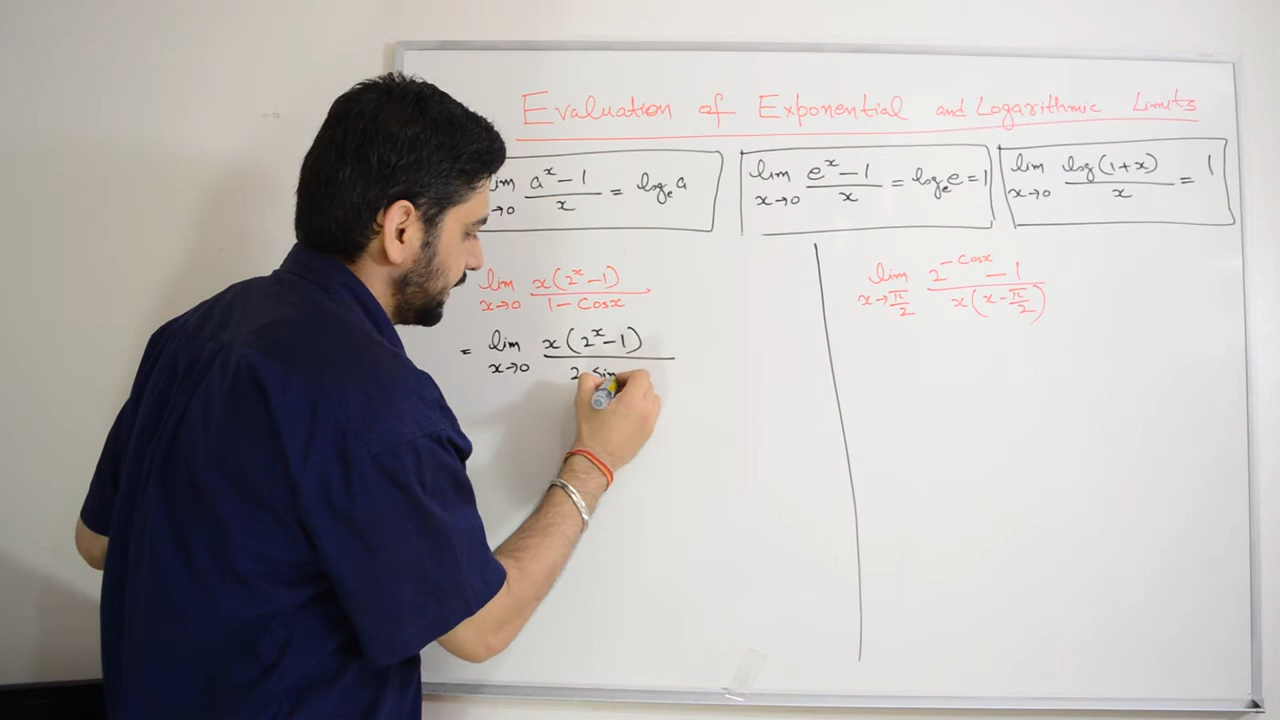 Evaluation of Exponential and Logarithmic Limits
lim x→0 (a^x − 1)/x = log_e a
lim x→0 (e^x − 1)/x = log_e e = 1
lim x→0 log(1+x)/x = 1
lim x→0 x(2^x − 1)/(1 − Cosx)
= lim x→0 x(2^x − 1)/(2 sin
lim x→π/2 (2^(−cosx) − 1)/(x(x − π/2))